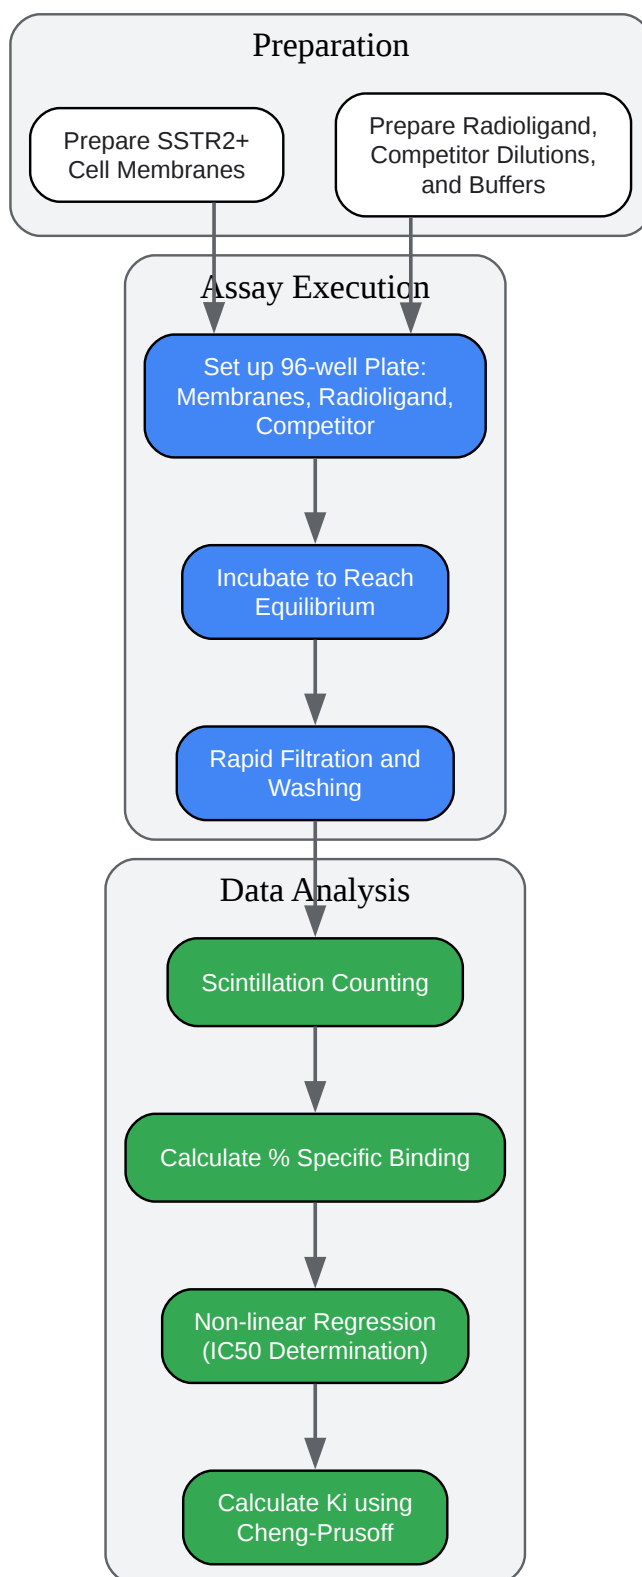 Preparation
Prepare SSTR2+
Cell Membranes
Prepare Radioligand,
Competitor Dilutions,
and Buffers
Assay Execution
Set up 96-well Plate:
Membranes, Radioligand,
Competitor
Incubate to Reach
Equilibrium
Rapid Filtration and
Washing
Data Analysis
Scintillation Counting
Calculate % Specific Binding
Non-linear Regression
(IC50 Determination)
Calculate Ki using
Cheng-Prusoff